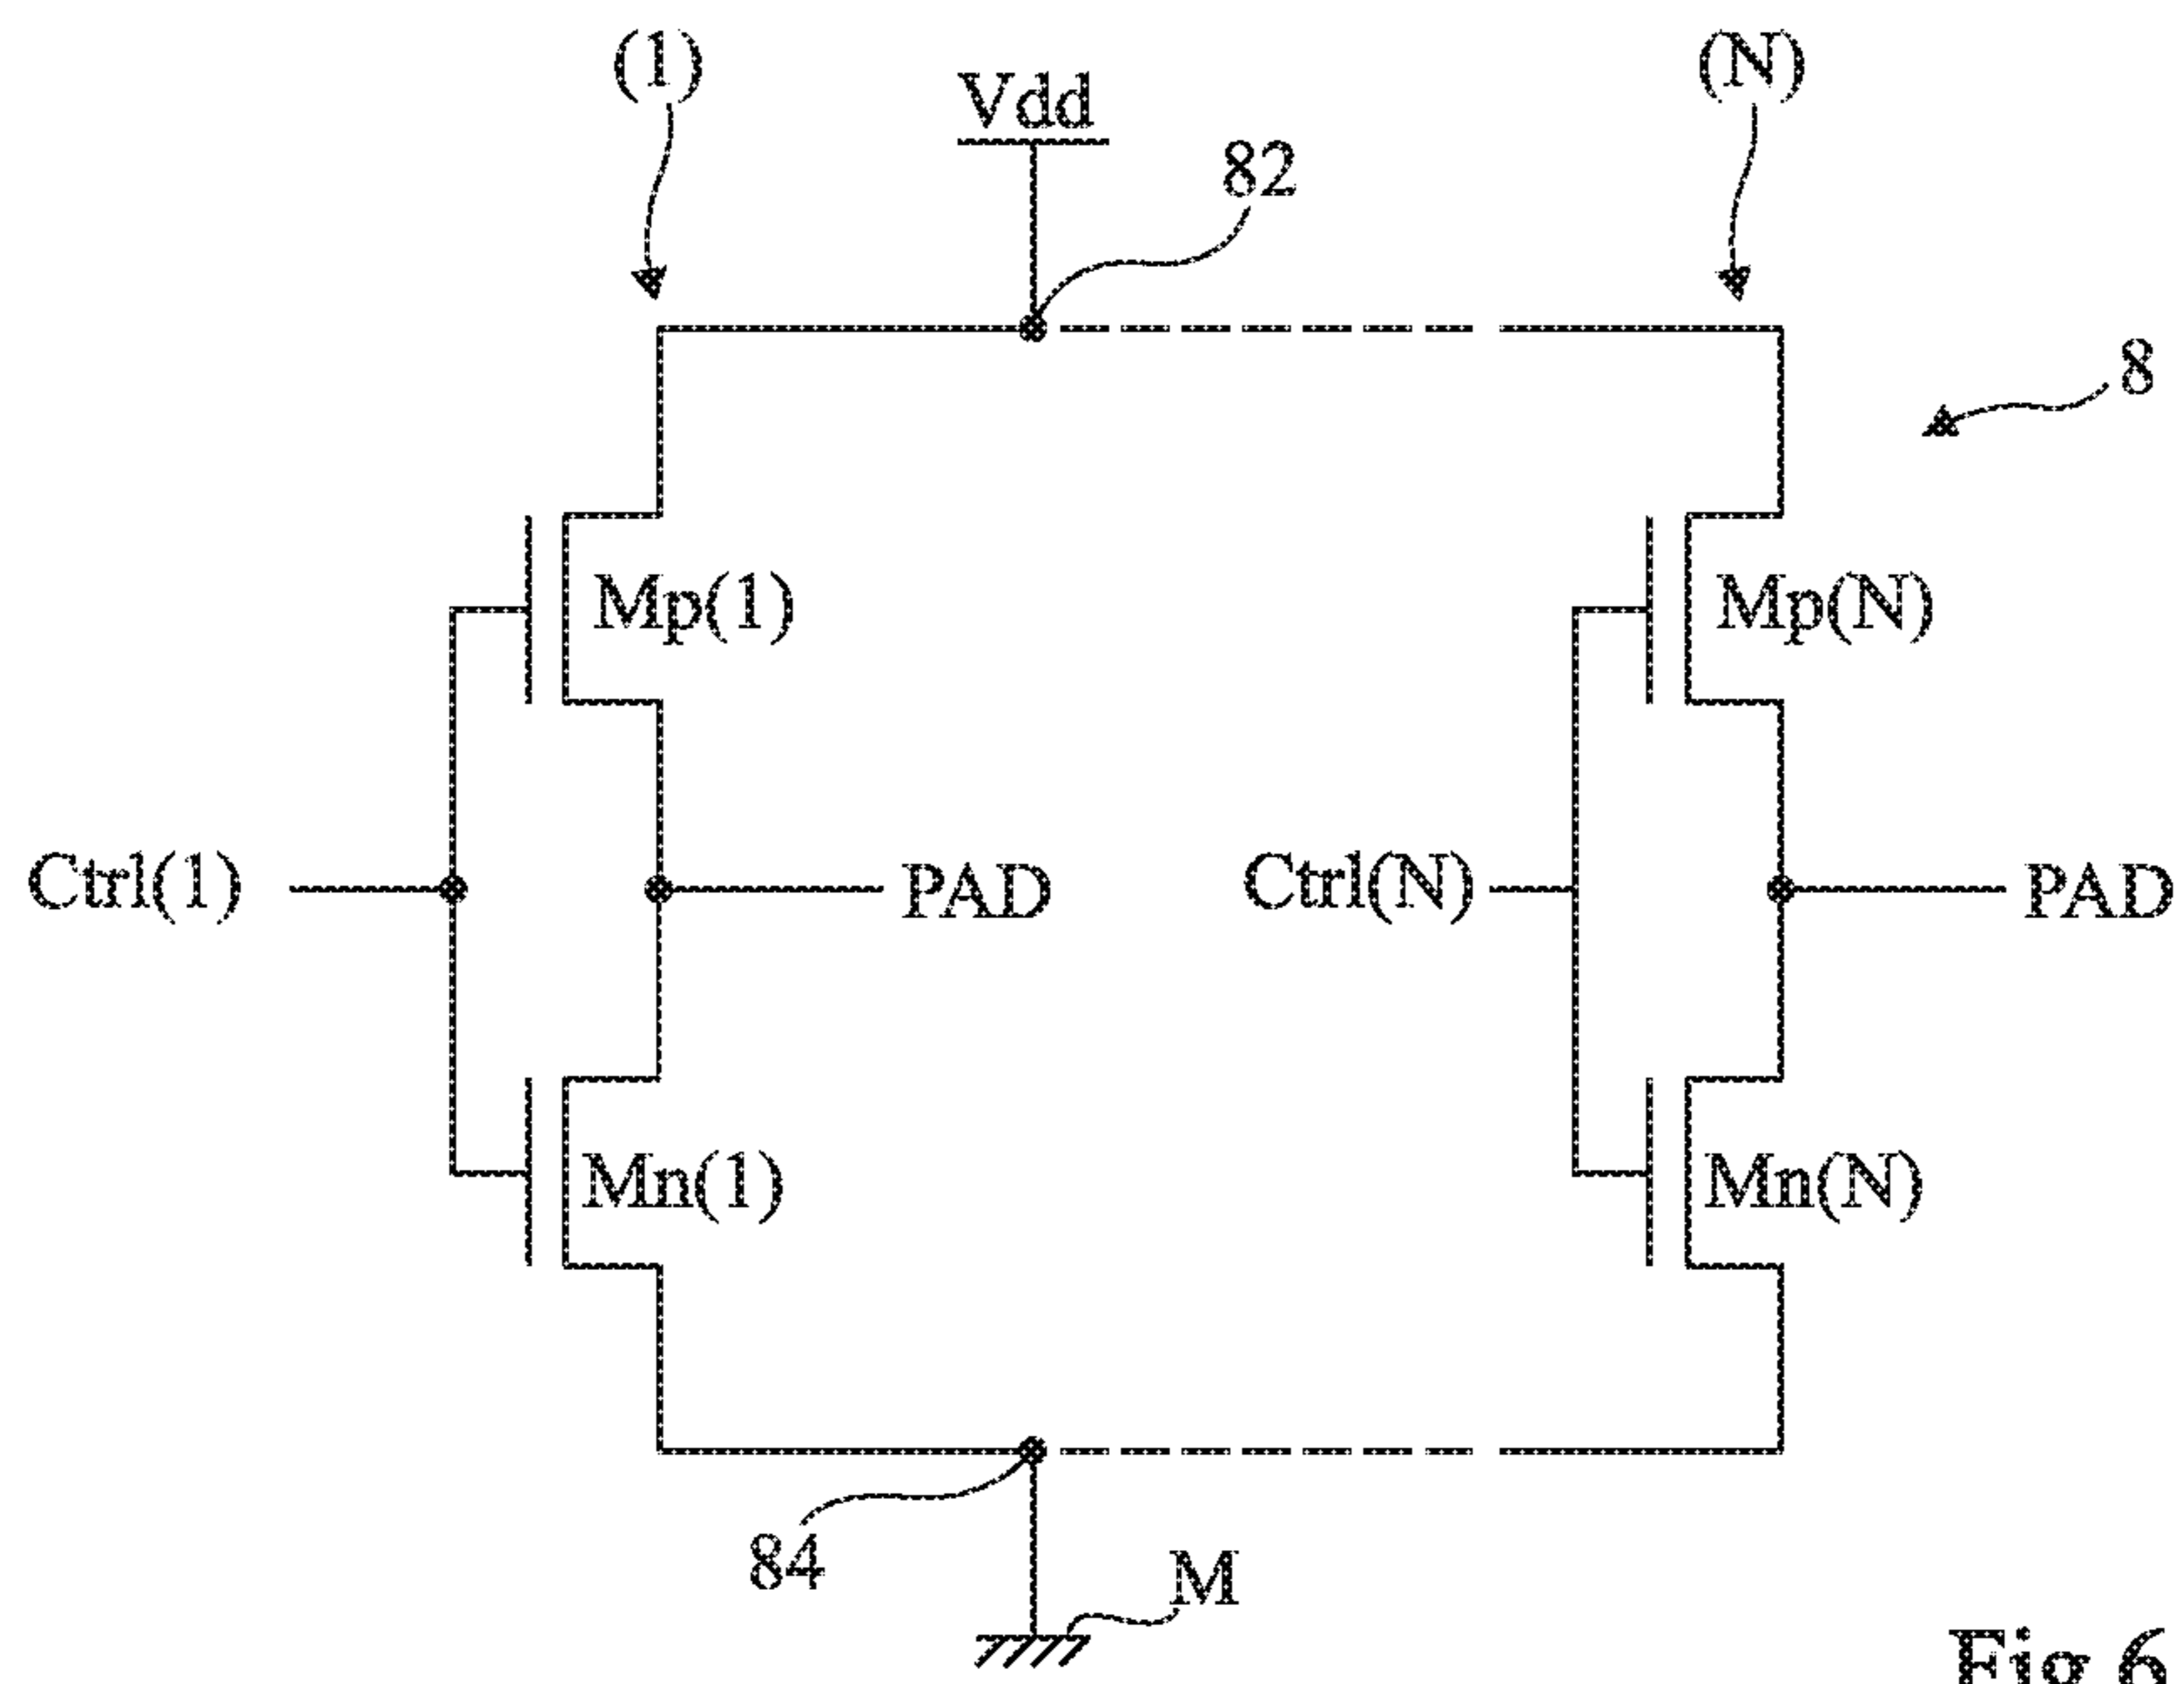 (1)
(N)
Vdd
82
8
Mp(1)
Mp(N)
Ctrl(1)
PAD
Ctrl(N)
PAD
Mn(1)
Mn(N)
84
M
Fig 6